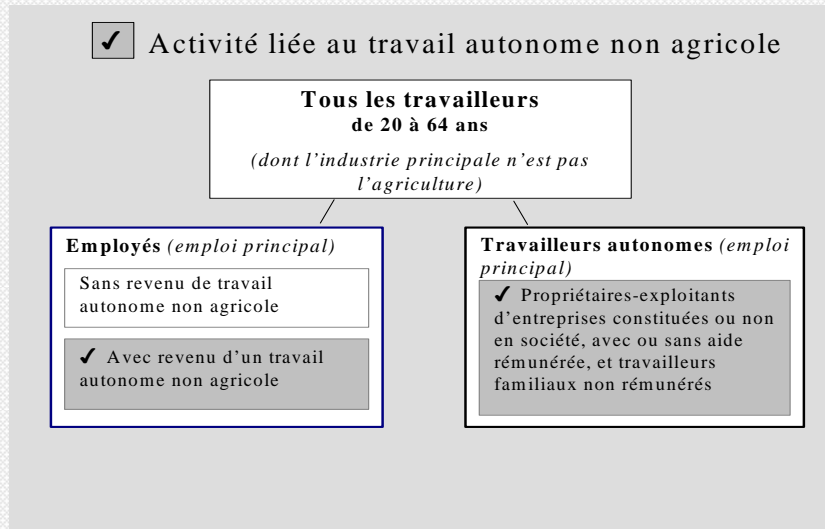 ✓ Activité liée au travail autonome non agricole
Tous les travailleurs
de 20 à 64 ans
(dont l'industrie principale n'est pas
l'agriculture)
Employés (emploi principal)
Sans revenu de travail
autonome non agricole
✓ Avec revenu d'un travail
autonome non agricole
Travailleurs autonomes (emploi
principal)
✓ Propriétaires-exploitants
d'entreprises constituées ou non
en société, avec ou sans aide
rémunérée, et travailleurs
familiaux non rémunérés